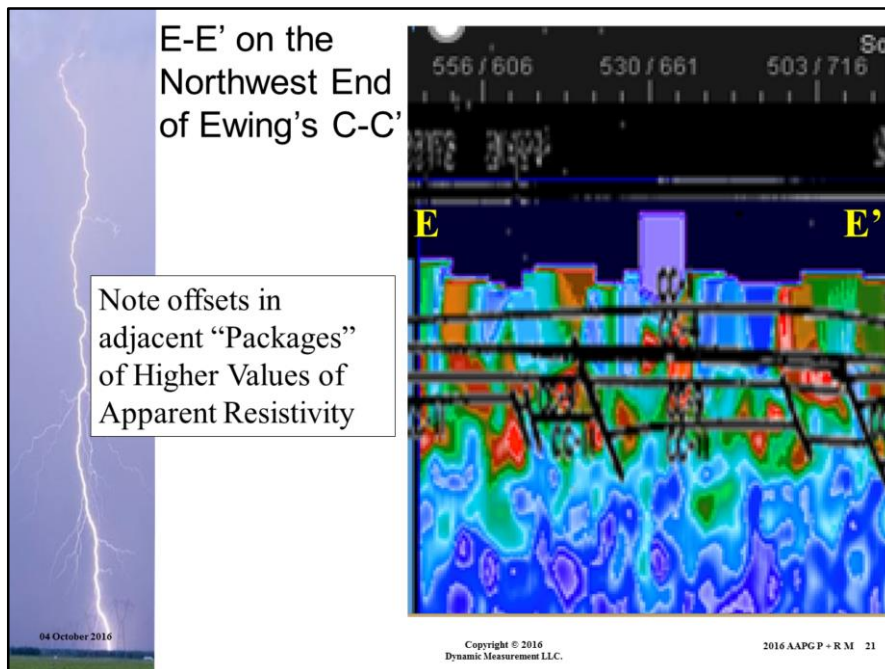 E-E’ on the
Northwest End
of Ewing’s C-C’
Note offsets in
adjacent “Packages”
of Higher Values of
Apparent Resistivity
So
556 / 606
530 / 661
503 / 716
E
E’
04 October 2016
Copyright © 2016
Dynamic Measurement LLC.
2016 AAPG P + R M 21